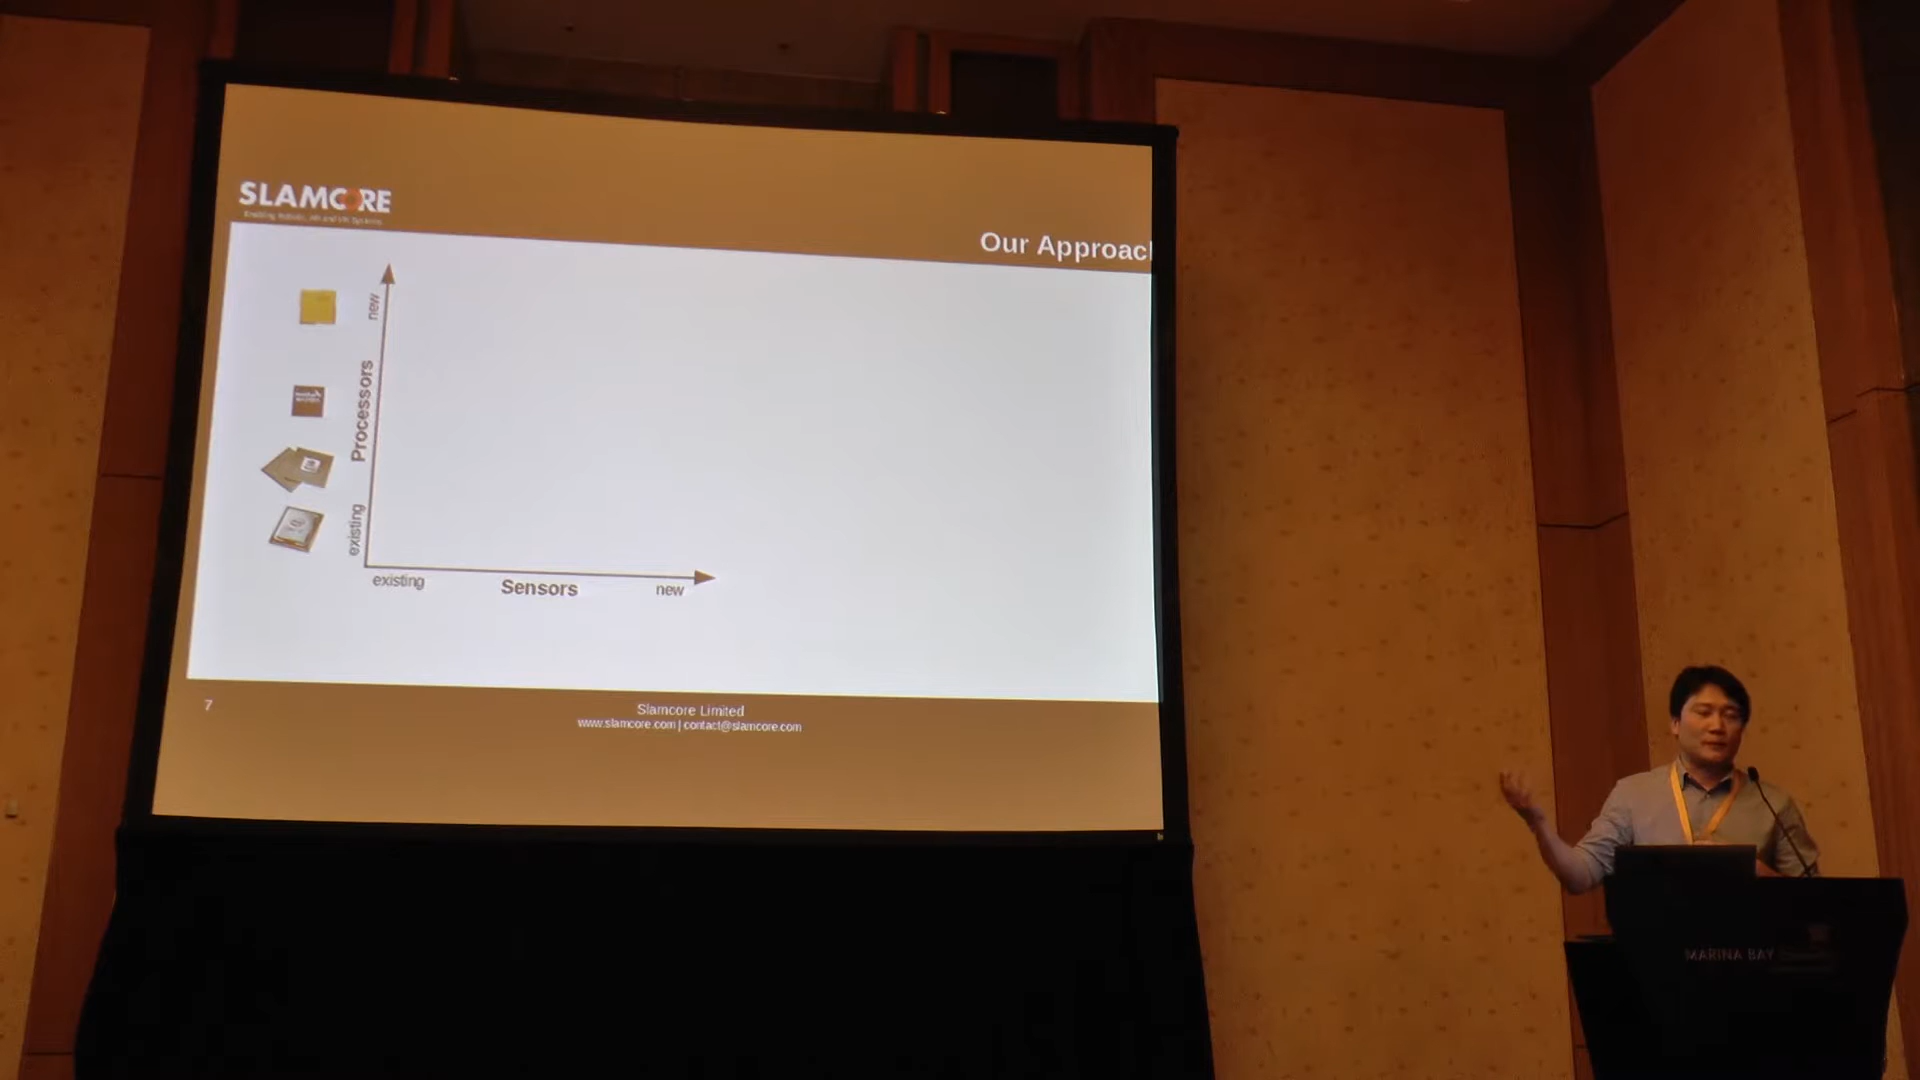 SLAMCORE
Our Approach
new
Processors
existing
existing
Sensors
new
7
Slamcore Limited
www.slamcore.com | contact@slamcore.com
MARINA BAY